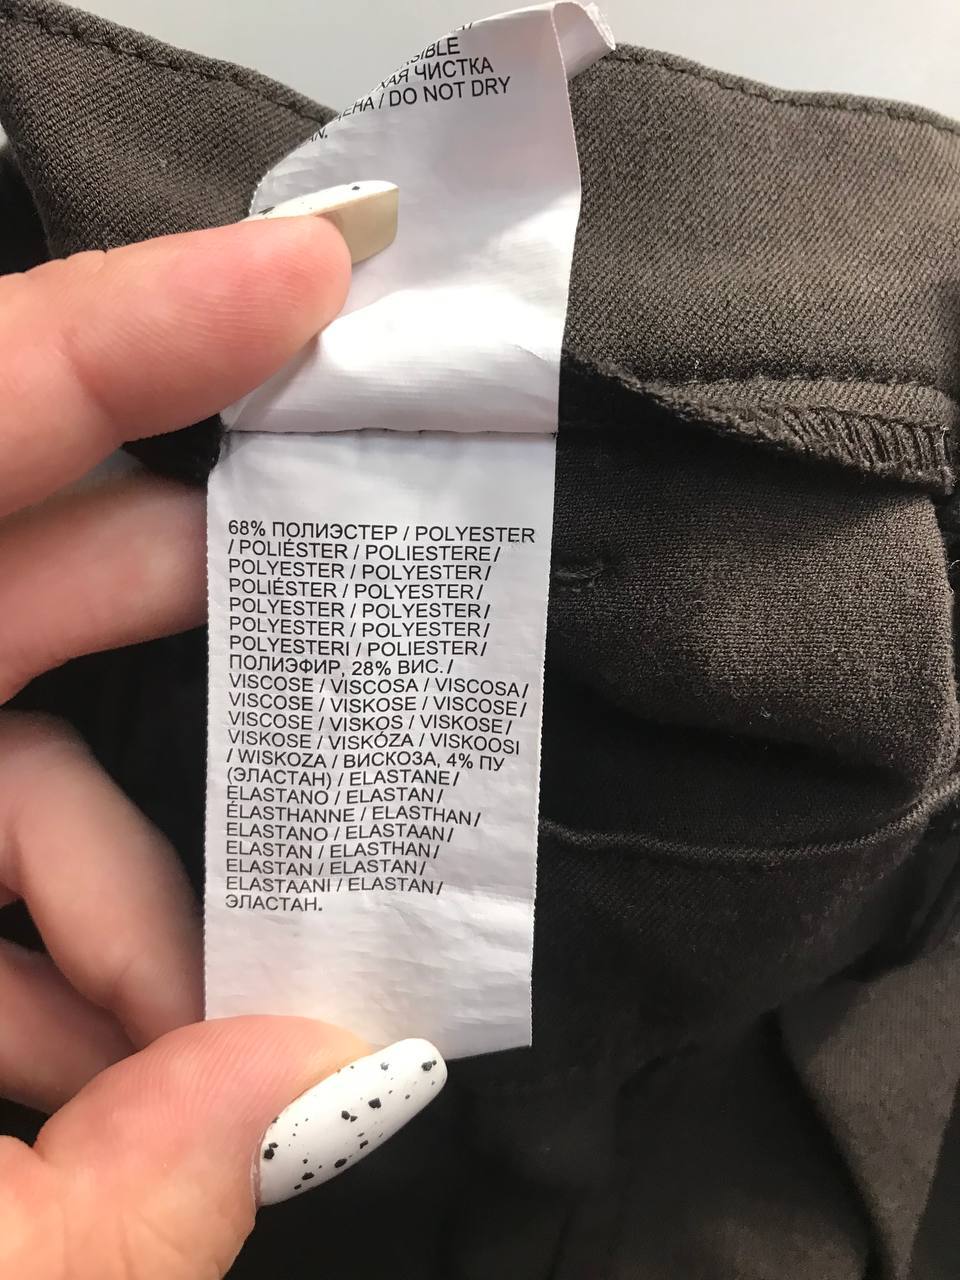 ЧИСТКА
/ DO NOT DRY
68% ПОЛИЭСТЕР / POLYESTER
/ POLIÉSTER / POLIESTERE /
POLYESTER / POLYESTER /
POLIÉSTER / POLYESTER /
POLYESTER / POLYESTER /
POLYESTER / POLYESTER /
POLYESTERI / POLIESTER /
ПОЛИЭФИР, 28% ВИС. /
VISCOSE / VISCOSA / VISCOSA /
VISCOSE / VISKOSE / VISCOSE /
VISCOSE / VISKOS / VISKOSE /
VISKOSE / VISKÓZA / VISKOOSI
/ WISKOZA / ВИСКОЗА, 4% ПУ
(ЭЛАСТАН) / ELASTANE /
ELASTANO / ELASTAN /
ÉLASTHANNE / ELASTHAN /
ELASTANO / ELASTAAN /
ELASTAN / ELASTHAN /
ELASTAN / ELASTAN /
ELASTAANI / ELASTAN /
ЭЛАСТАН.